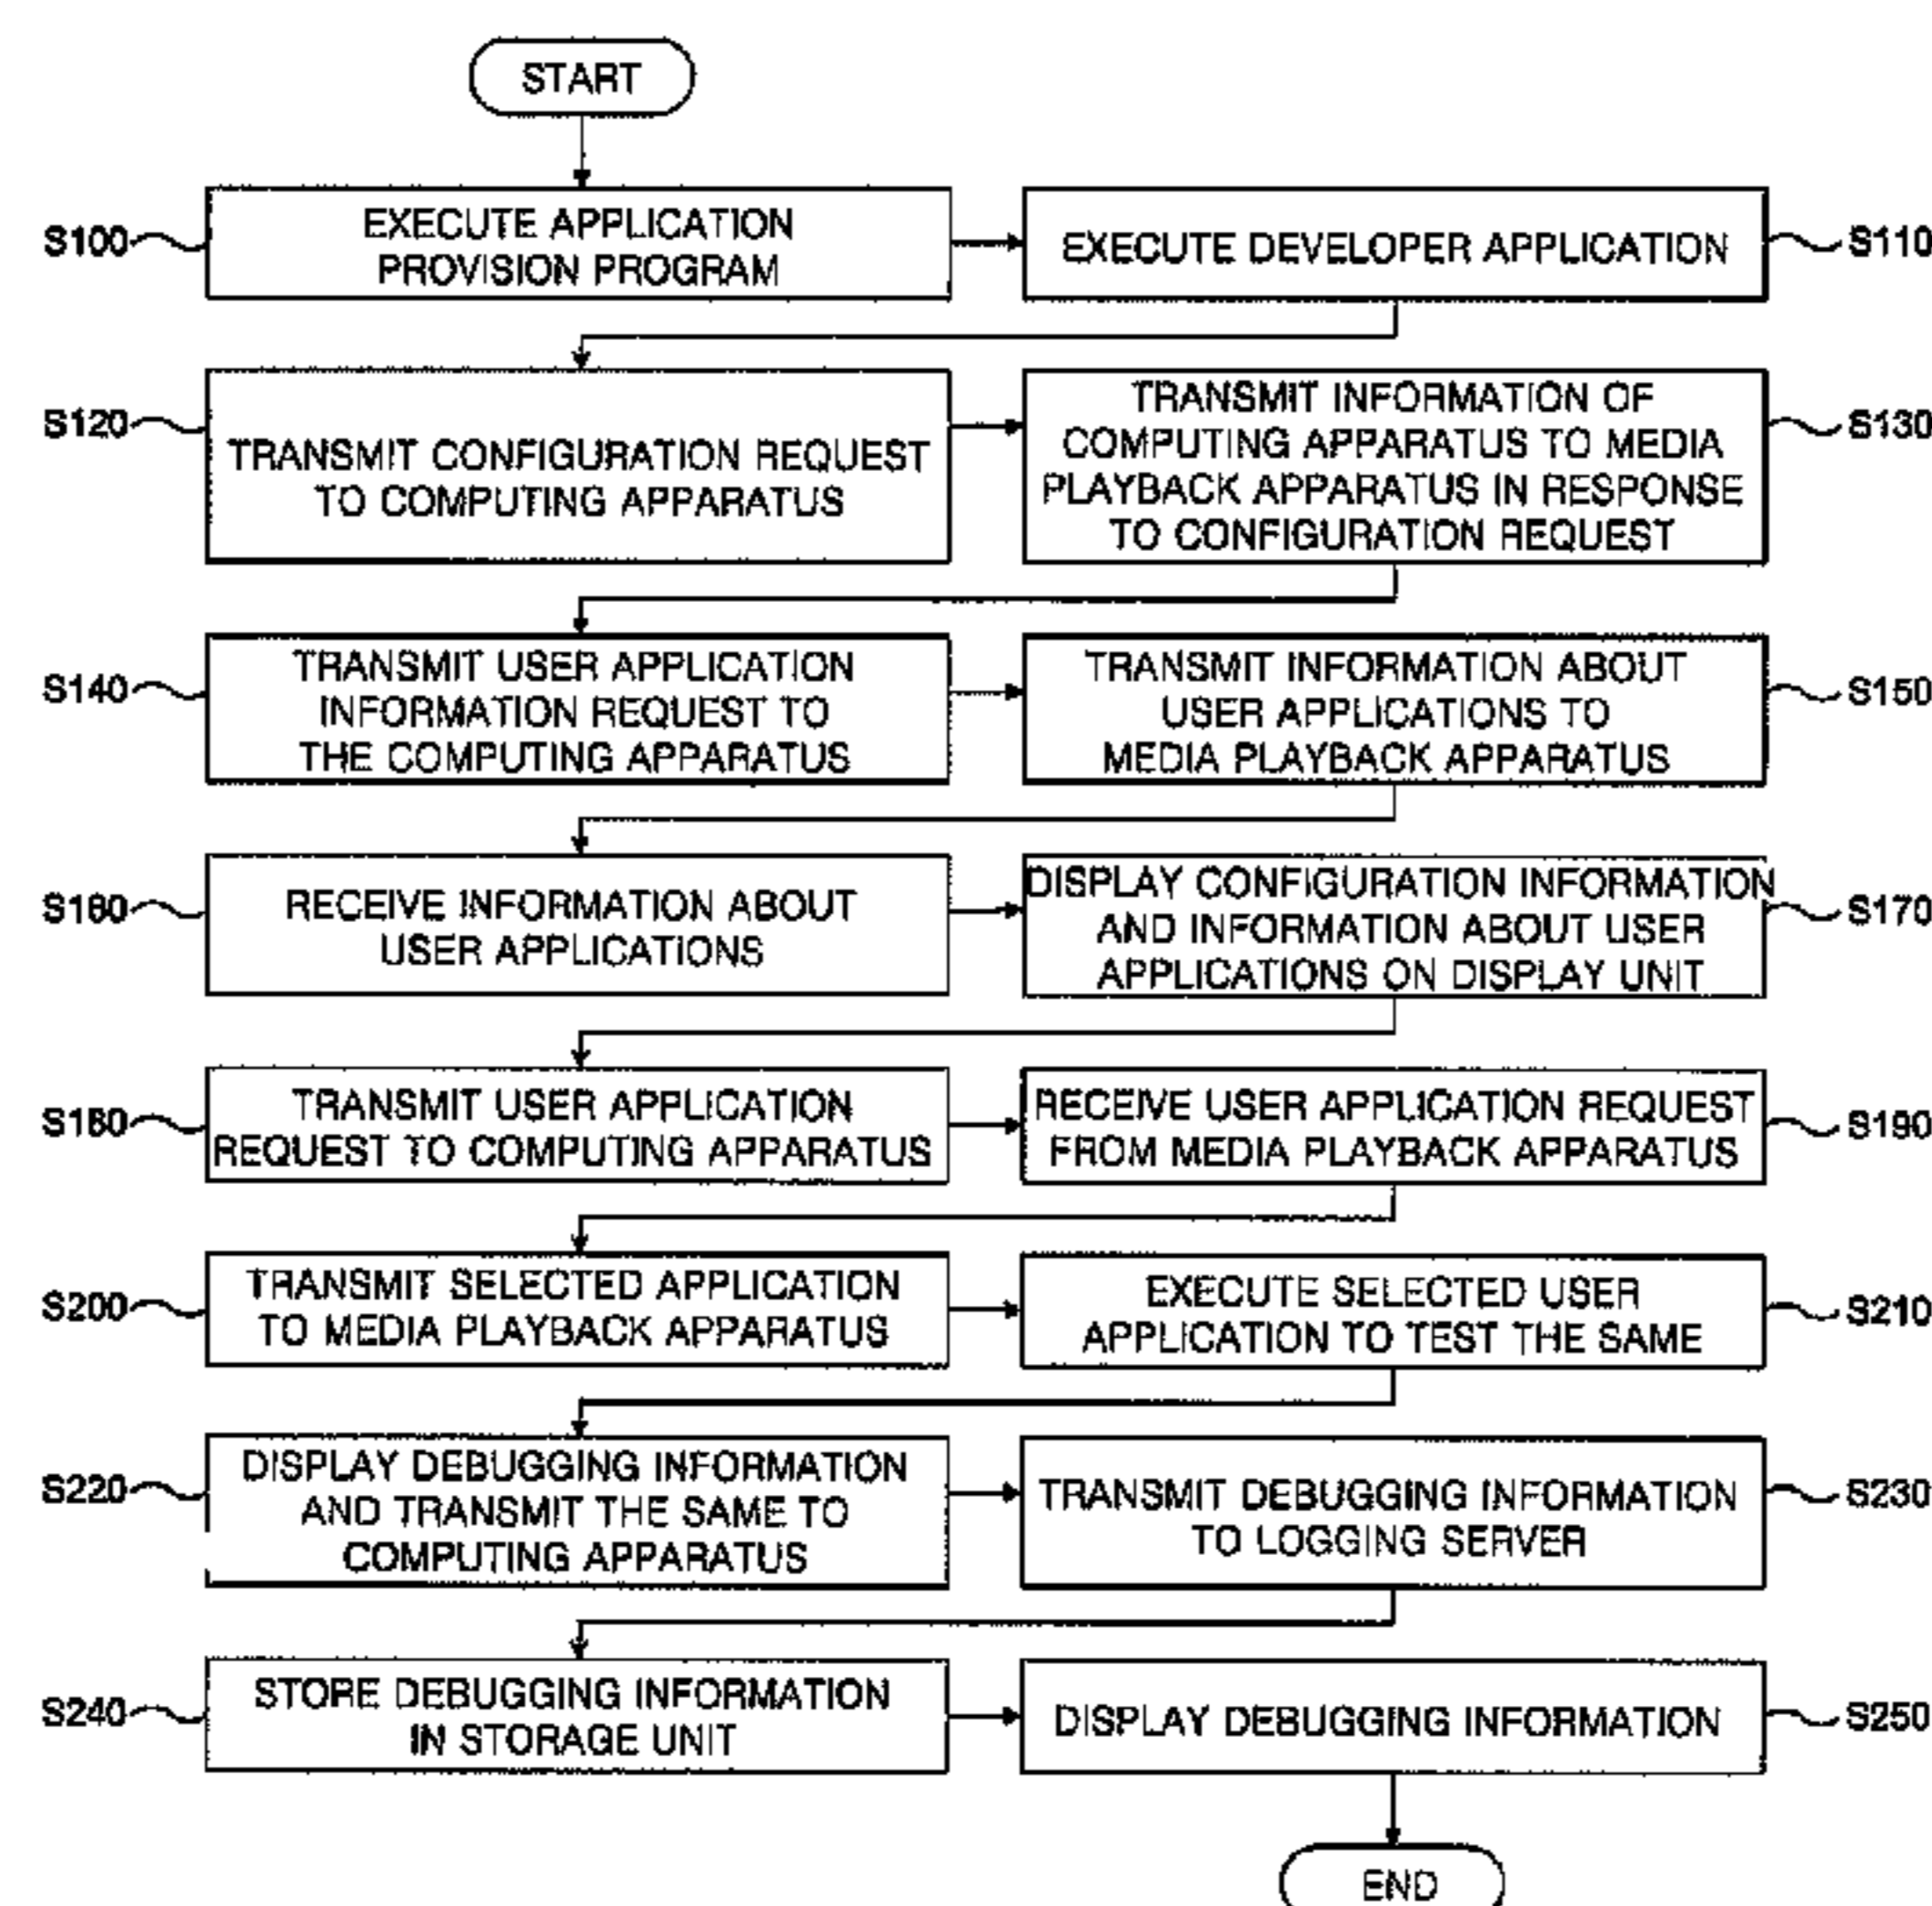 START
S100
EXECUTE APPLICATION
PROVISION PROGRAM
EXECUTE DEVELOPER APPLICATION
S110
S120
TRANSMIT CONFIGURATION REQUEST
TO COMPUTING APPARATUS
TRANSMIT INFORMATION OF
COMPUTING APPARATUS TO MEDIA
PLAYBACK APPARATUS IN RESPONSE
TO CONFIGURATION REQUEST
S130
S140
TRANSMIT USER APPLICATION
INFORMATION REQUEST TO
THE COMPUTING APPARATUS
TRANSMIT INFORMATION ABOUT
USER APPLICATIONS TO
MEDIA PLAYBACK APPARATUS
S150
S160
RECEIVE INFORMATION ABOUT
USER APPLICATIONS
DISPLAY CONFIGURATION INFORMATION
AND INFORMATION ABOUT USER
APPLICATIONS ON DISPLAY UNIT
S170
S180
TRANSMIT USER APPLICATION
REQUEST TO COMPUTING APPARATUS
RECEIVE USER APPLICATION REQUEST
FROM MEDIA PLAYBACK APPARATUS
S190
S200
TRANSMIT SELECTED APPLICATION
TO MEDIA PLAYBACK APPARATUS
EXECUTE SELECTED USER
APPLICATION TO TEST THE SAME
S210
S220
DISPLAY DEBUGGING INFORMATION
AND TRANSMIT THE SAME TO
COMPUTING APPARATUS
TRANSMIT DEBUGGING INFORMATION
TO LOGGING SERVER
S230
S240
STORE DEBUGGING INFORMATION
IN STORAGE UNIT
DISPLAY DEBUGGING INFORMATION
S250
END